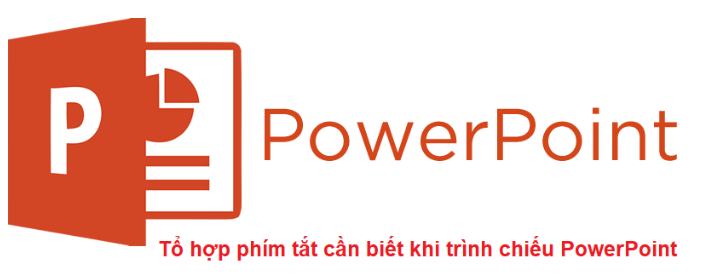 P
PowerPoint
Tổ hợp phím tắt cần biết khi trình chiếu PowerPoint